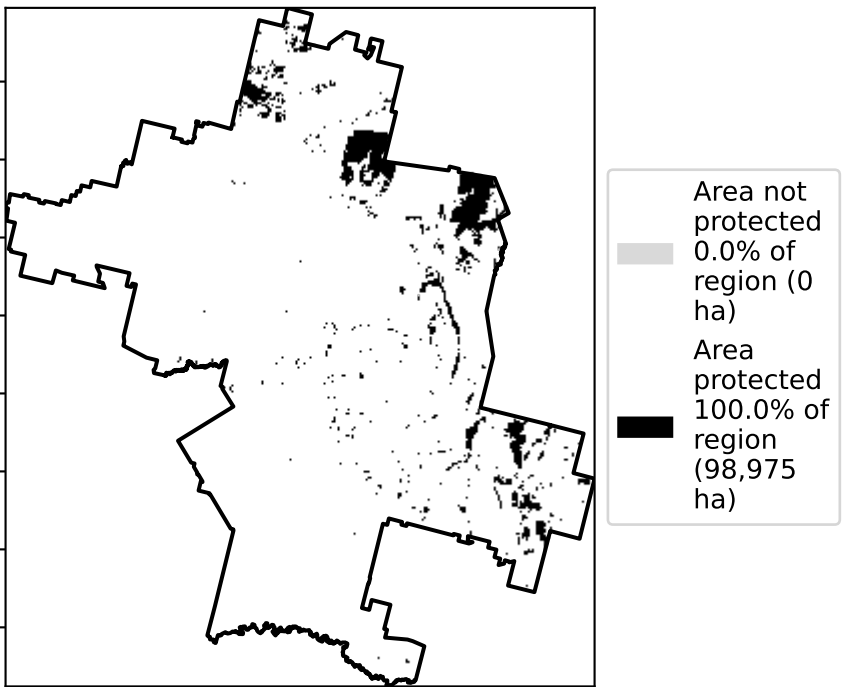 Area not
protected
0.0% of
region (0
ha)
Area
protected
100.0% of
region
(98,975
ha)